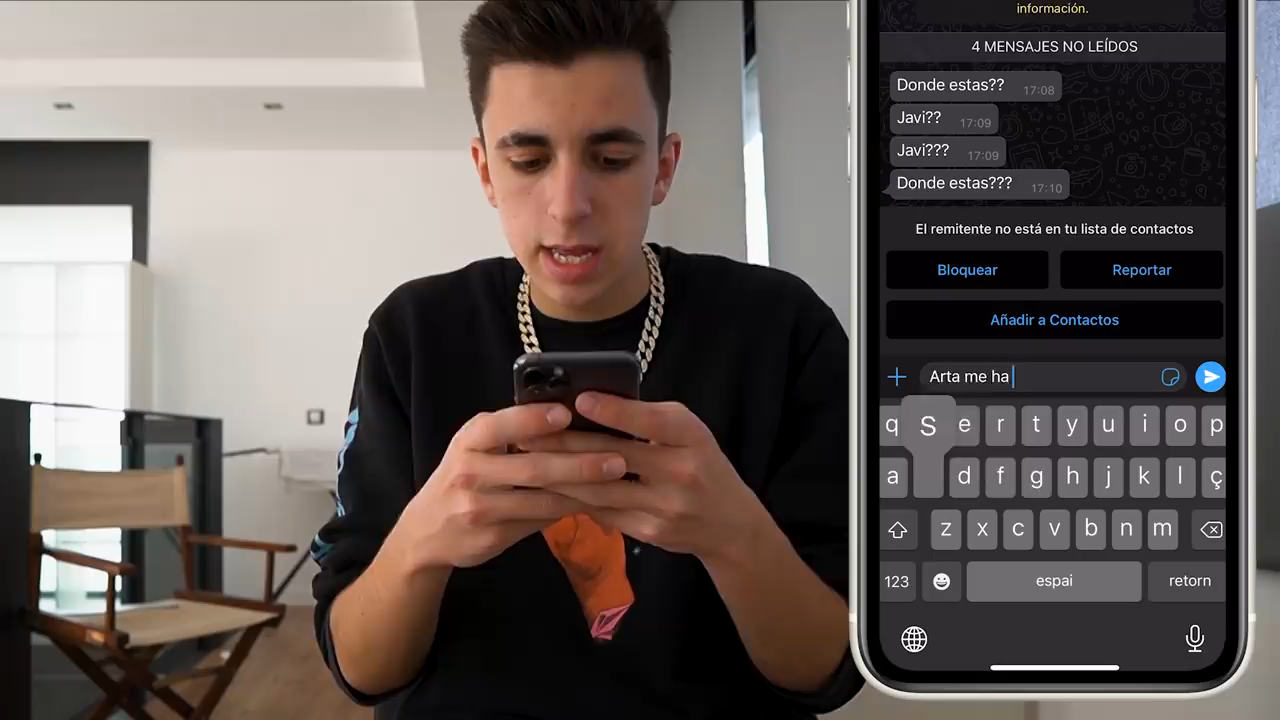 información.
4 MENSAJES NO LEÍDOS
Donde estas?? 17:08
Javi?? 17:09
Javi??? 17:09
Donde estas??? 17:10
El remitente no está en tu lista de contactos
Bloquear Reportar
Añadir a Contactos
Arta me ha
q S e r t y u i o p
a d f g h j k l ç
z x c v b n m
123 espai retorn